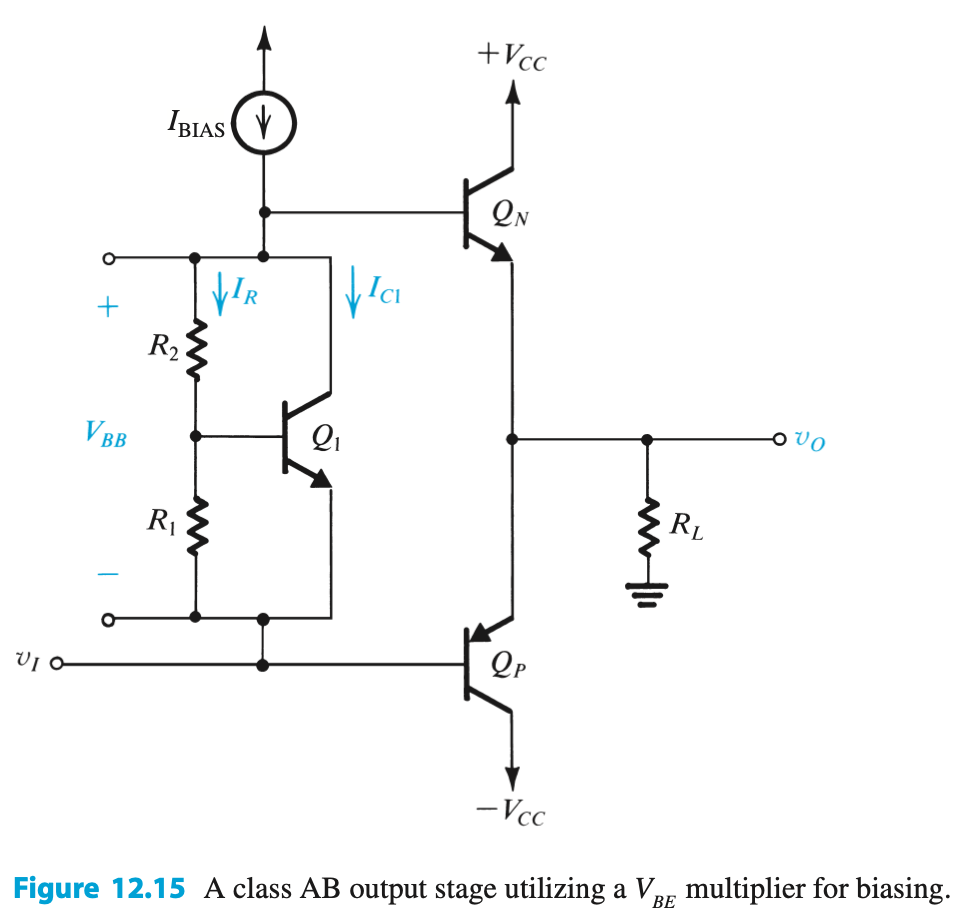 +V_CC
I_BIAS
Q_N
+
I_R
I_C1
R_2
V_BB
Q_1
v_O
R_1
R_L
−
v_I
Q_P
−V_CC
Figure 12.15 A class AB output stage utilizing a V_BE multiplier for biasing.